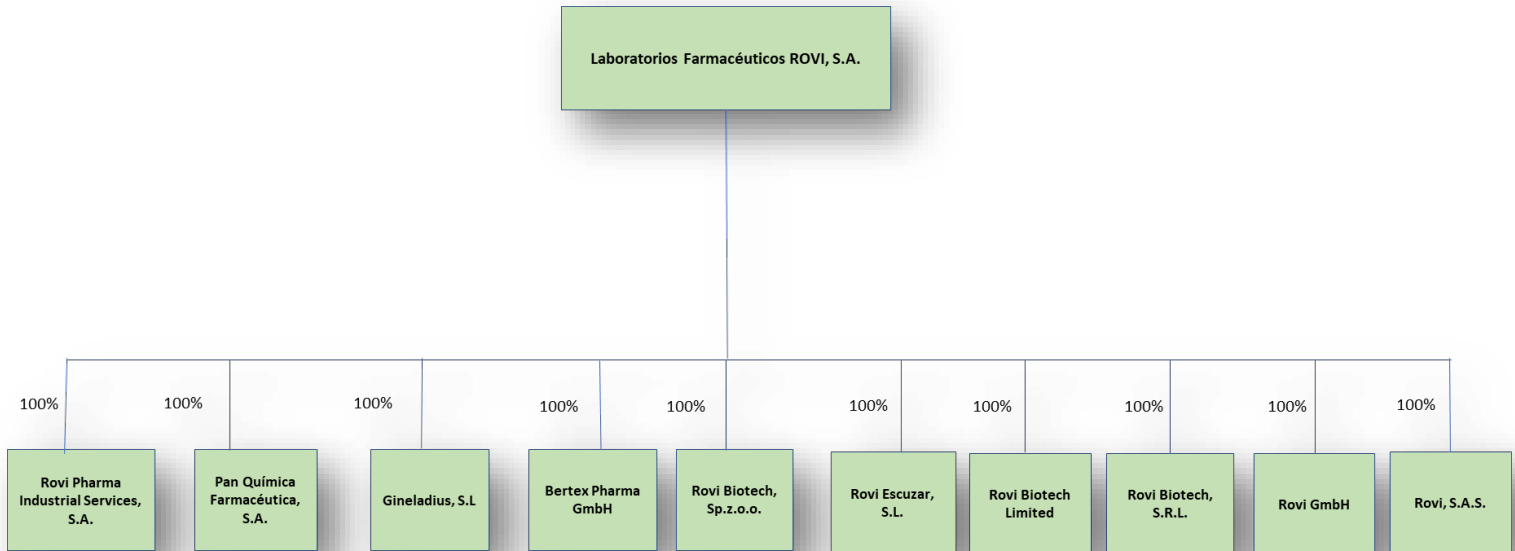 Laboratorios Farmacéuticos ROVI, S.A.
100%
100%
100%
100%
100%
100%
100%
100%
100%
100%
Rovi Pharma
Industrial Services,
S.A.
Pan Química
Farmacéutica,
S.A.
Gineladius, S.L
Bertex Pharma
GmbH
Rovi Biotech,
Sp.z.o.o.
Rovi Escuzar,
S.L.
Rovi Biotech
Limited
Rovi Biotech,
S.R.L.
Rovi GmbH
Rovi, S.A.S.